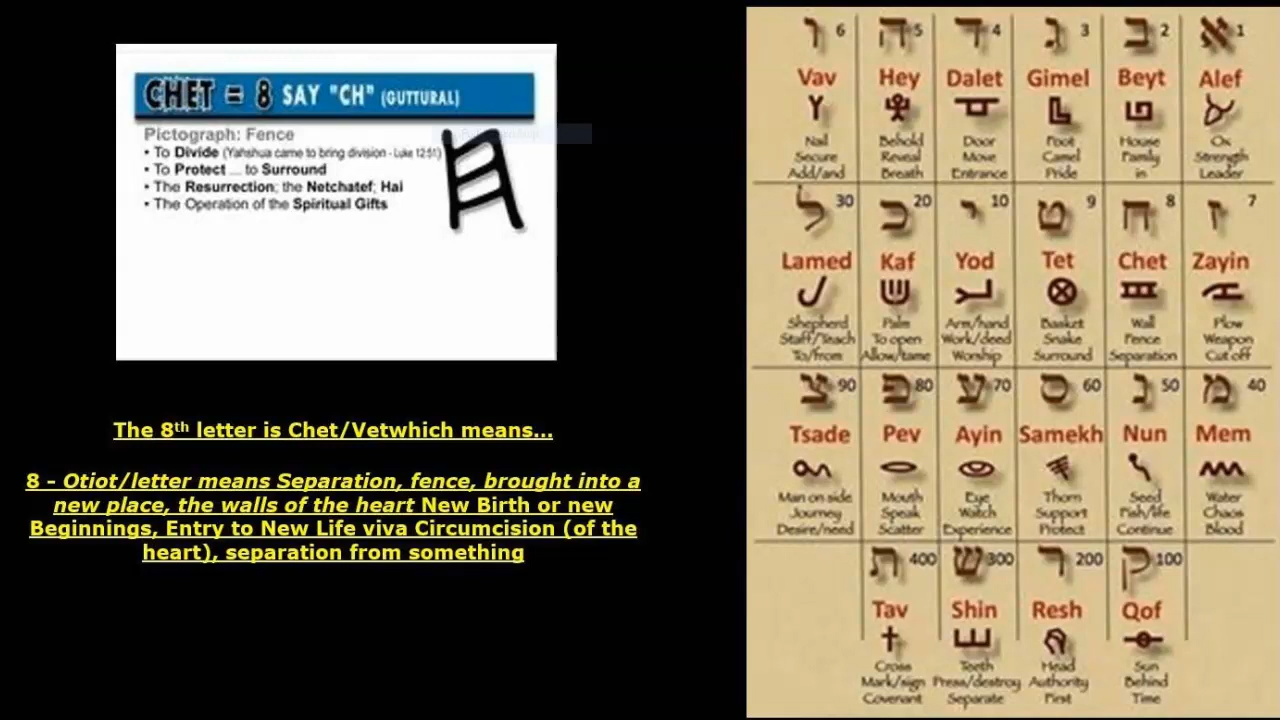 CHET = 8 SAY "CH" (GUTTURAL)
Pictograph: Fence
• To Divide (Yahshua came to bring division - Luke 12:51)
• To Protect ... to Surround
• The Resurrection; the Netchatef; Hai
• The Operation of the Spiritual Gifts
The 8th letter is Chet/Vetwhich means...
8 – Otiot/letter means Separation, fence, brought into a
new place, the walls of the heart New Birth or new
Beginnings, Entry to New Life viva Circumcision (of the
heart), separation from something
ו 6 ה 5 ד 4 ג 3 ב 2 א 1
Vav Hey Dalet Gimel Beyt Alef
Nail Behold Door Foot House Ox
Secure Reveal Move Camel Family Strength
Add/and Breath Entrance Pride in Leader
ל 30 כ 20 י 10 ט 9 ח 8 ז 7
Lamed Kaf Yod Tet Chet Zayin
Shepherd Palm Arm/hand Basket Wall Plow
Staff/Teach To open Work/deed Snake Fence Weapon
To/from Allow/tame Worship Surround Separation Cut off
צ 90 פ 80 ע 70 ס 60 נ 50 מ 40
Tsade Pey Ayin Samekh Nun Mem
Man on side Mouth Eye Thorn Seed Water
Journey Speak Watch Support Fish/life Chaos
Desire/need Scatter Experience Protect Continue Blood
ת 400 ש 300 ר 200 ק 100
Tav Shin Resh Qof
Cross Teeth Head Sun
Mark/sign Press/destroy Authority Behind
Covenant Separate First Time